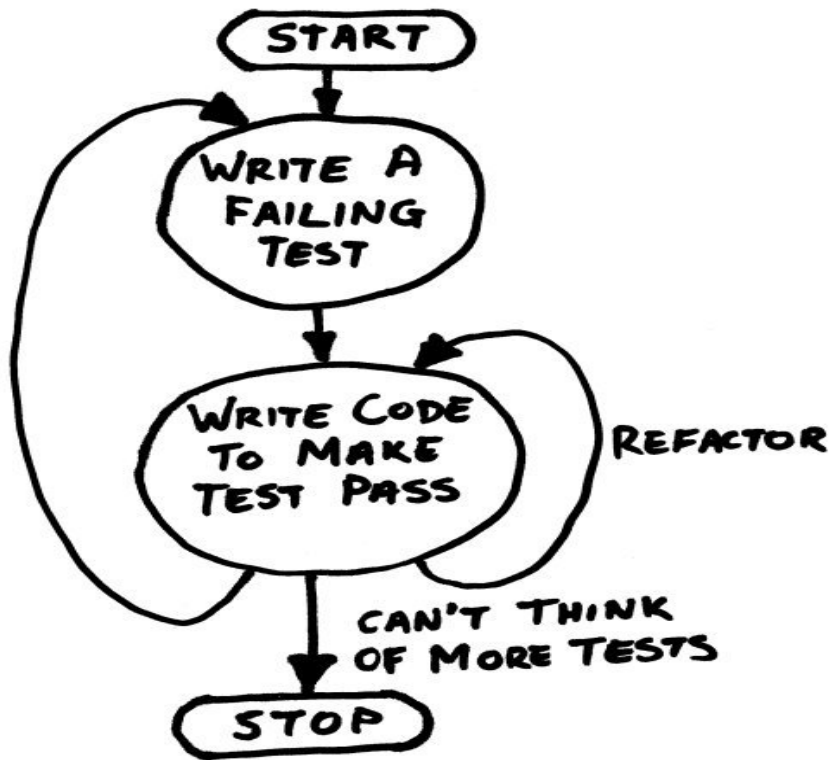 START
WRITE A
FAILING
TEST
WRITE CODE
TO MAKE
TEST PASS
REFACTOR
CAN'T THINK
OF MORE TESTS
STOP